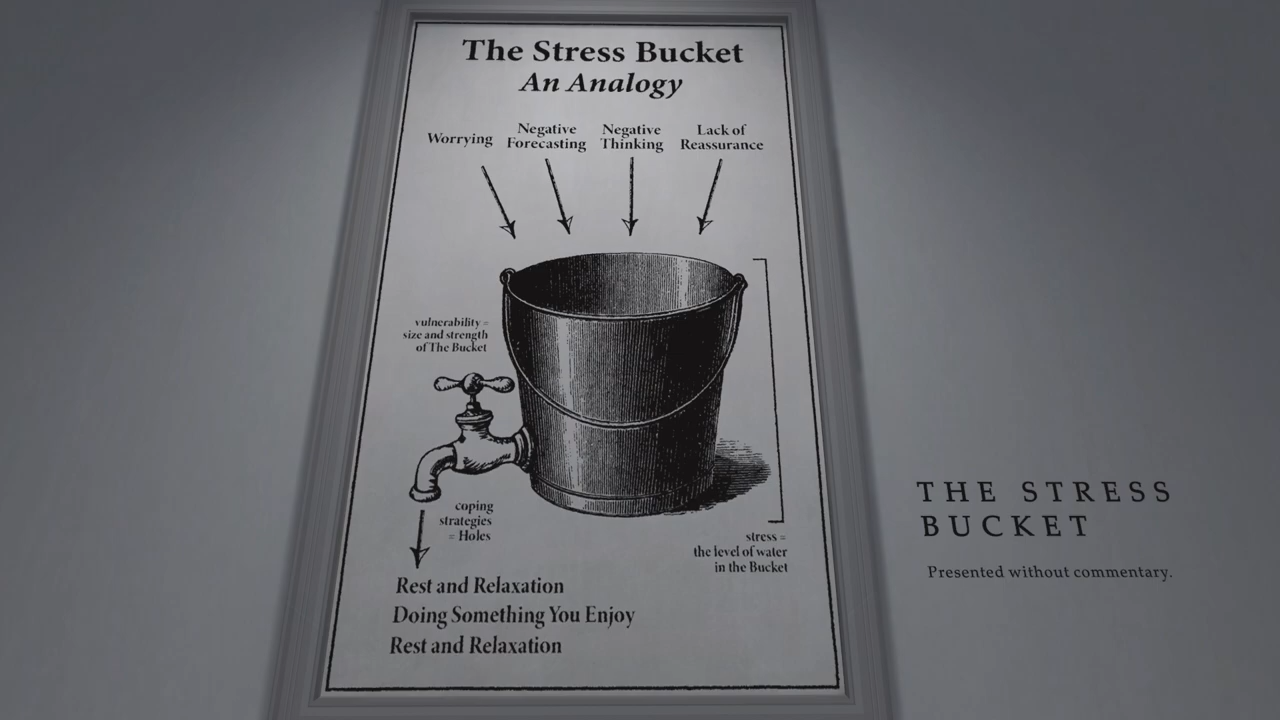 The Stress Bucket
An Analogy
Worrying
Negative
Forecasting
Negative
Thinking
Lack of
Reassurance
vulnerability =
size and strength
of The Bucket
coping
strategies
= Holes
stress =
the level of water
in the Bucket
Rest and Relaxation
Doing Something You Enjoy
Rest and Relaxation
THE STRESS
BUCKET
Presented without commentary.